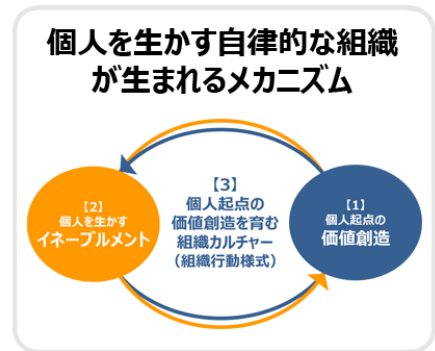 個人を生かす自律的な組織
が生まれるメカニズム
【3】
個人起点の
価値創造を育む
組織カルチャー
（組織行動様式）
【2】
個人を生かす
イネーブルメント
【1】
個人起点の
価値創造